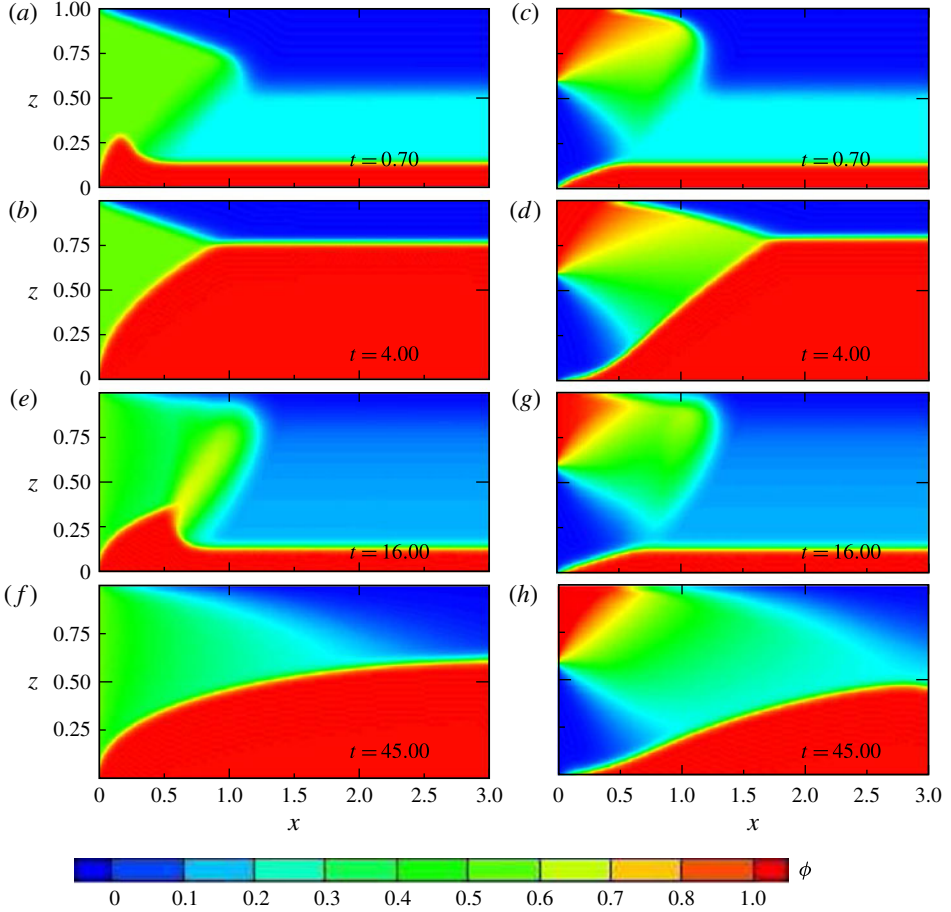 (a)
(c)
1.00
0.75
z 0.50
0.25
0
t = 0.70
t = 0.70
(b)
(d)
0.75
z 0.50
0.25
0
t = 4.00
t = 4.00
(e)
(g)
0.75
z 0.50
0.25
0
t = 16.00
t = 16.00
(f)
(h)
0.75
z 0.50
0.25
t = 45.00
t = 45.00
0 0.5 1.0 1.5 2.0 2.5 3.0
0 0.5 1.0 1.5 2.0 2.5 3.0
x
x
ϕ
0 0.1 0.2 0.3 0.4 0.5 0.6 0.7 0.8 1.0